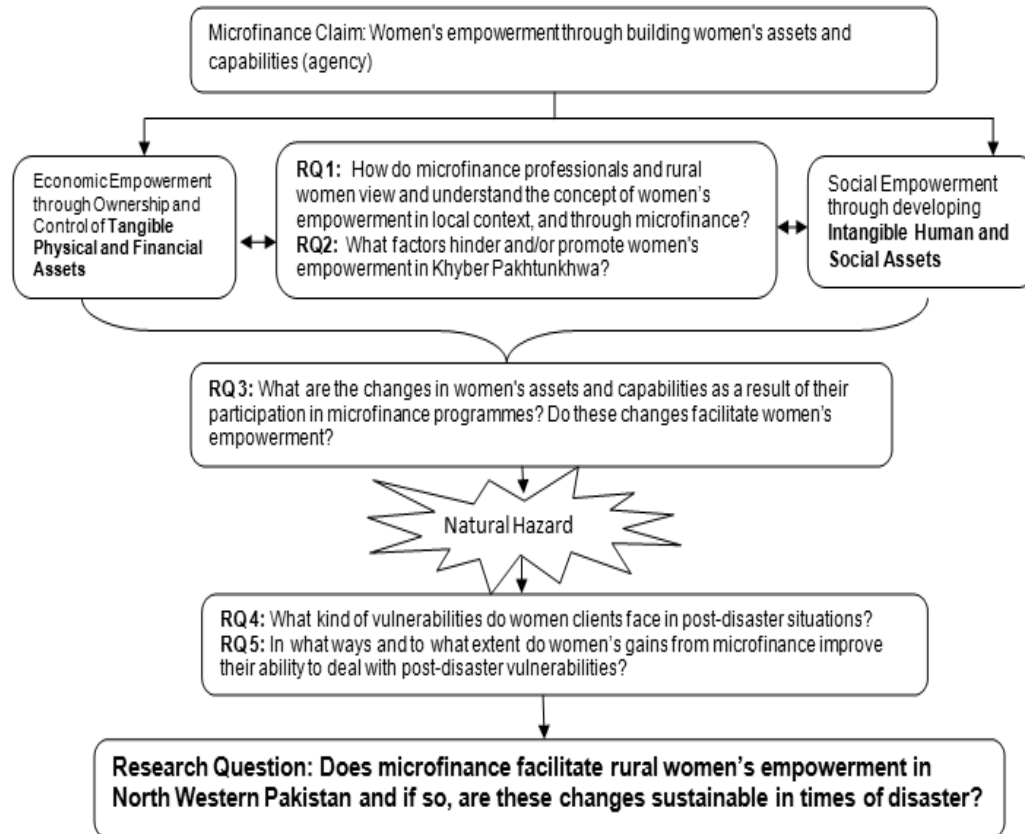 Microfinance Claim: Women's empowerment through building women's assets and
capabilities (agency)
Economic Empowerment
through Ownership and
Control of Tangible
Physical and Financial
Assets
RQ1: How do microfinance professionals and rural
women view and understand the concept of women's
empowerment in local context, and through microfinance?
RQ2: What factors hinder and/or promote women's
empowerment in Khyber Pakhtunkhwa?
Social Empowerment
through developing
Intangible Human and
Social Assets
RQ3: What are the changes in women's assets and capabilities as a result of their
participation in microfinance programmes? Do these changes facilitate women's
empowerment?
Natural Hazard
RQ4: What kind of vulnerabilities do women clients face in post-disaster situations?
RQ5: In what ways and to what extent do women's gains from microfinance improve
their ability to deal with post-disaster vulnerabilities?
Research Question: Does microfinance facilitate rural women's empowerment in
North Western Pakistan and if so, are these changes sustainable in times of disaster?